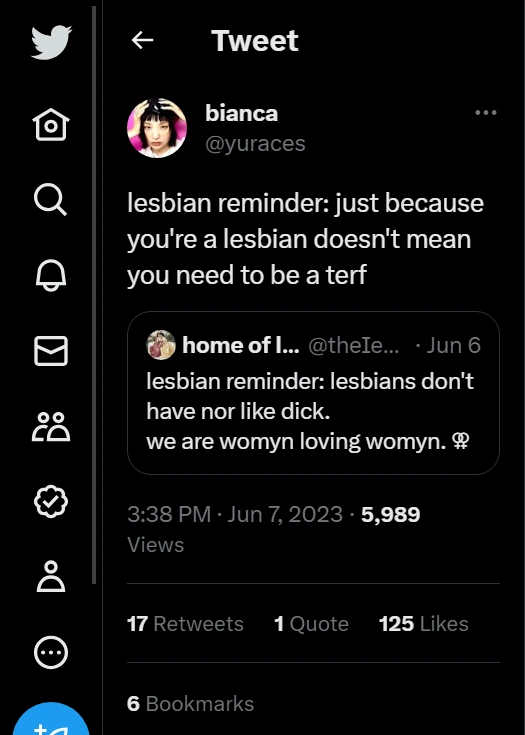 Tweet
bianca
@yuraces
lesbian reminder: just because
you're a lesbian doesn't mean
you need to be a terf
home of l... @theIe... · Jun 6
lesbian reminder: lesbians don't
have nor like dick.
we are womyn loving womyn. ⚢
3:38 PM · Jun 7, 2023 · 5,989
Views
17 Retweets 1 Quote 125 Likes
6 Bookmarks